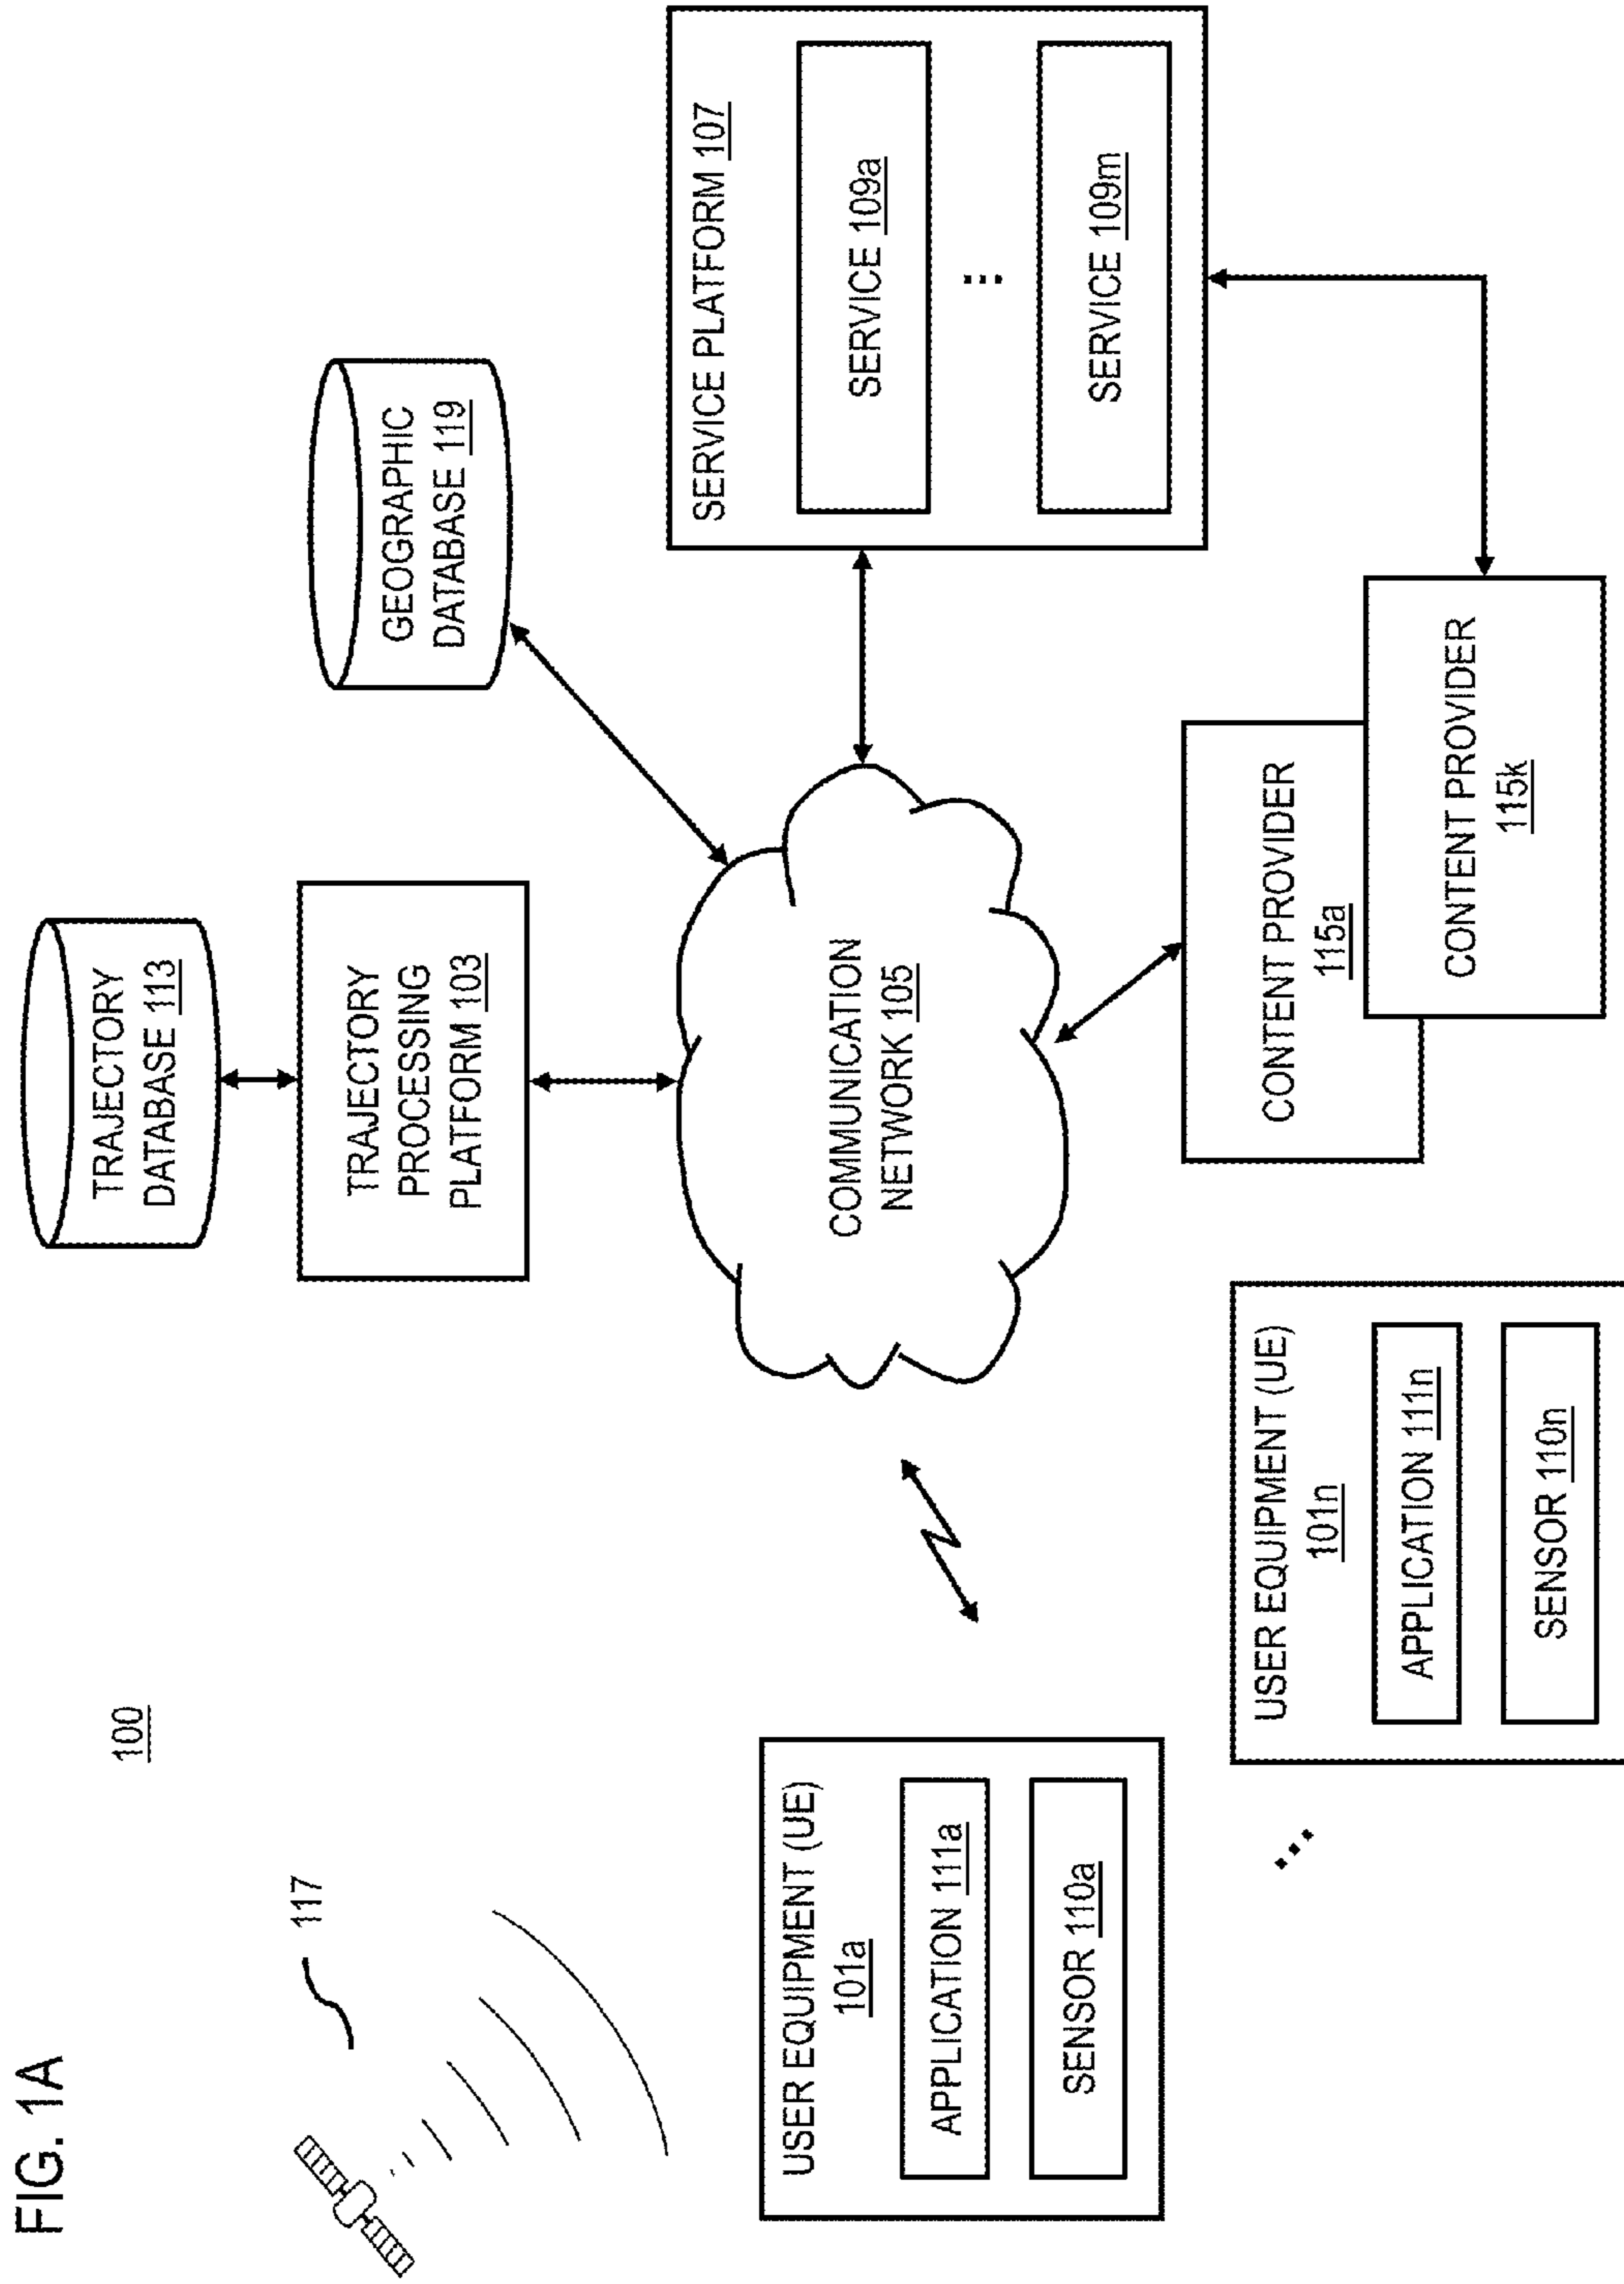 FIG. 1A
100
117
TRAJECTORY
DATABASE 113
TRAJECTORY
PROCESSING
PLATFORM 103
GEOGRAPHIC
DATABASE 119
COMMUNICATION
NETWORK 105
SERVICE PLATFORM 107
SERVICE 109a
...
SERVICE 109m
USER EQUIPMENT (UE)
101a
APPLICATION 111a
SENSOR 110a
...
USER EQUIPMENT (UE)
101n
APPLICATION 111n
SENSOR 110n
CONTENT PROVIDER
115a
CONTENT PROVIDER
115k